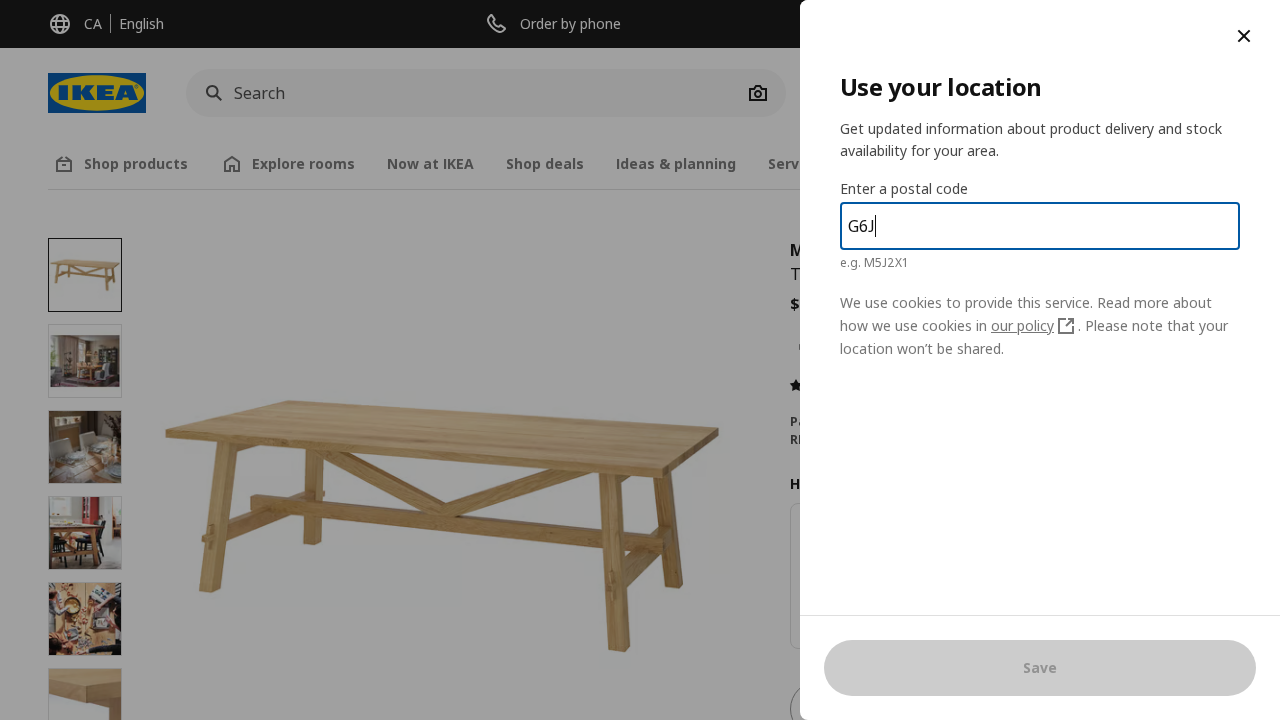 CA English
Order by phone
IKEA
Search
Shop products
Explore rooms
Now at IKEA
Shop deals
Ideas & planning
Serv
$
Use your location
Get updated information about product delivery and stock
availability for your area.
Enter a postal code
G6J
e.g. M5J2X1
We use cookies to provide this service. Read more about
how we use cookies in our policy . Please note that your
location won’t be shared.
Save